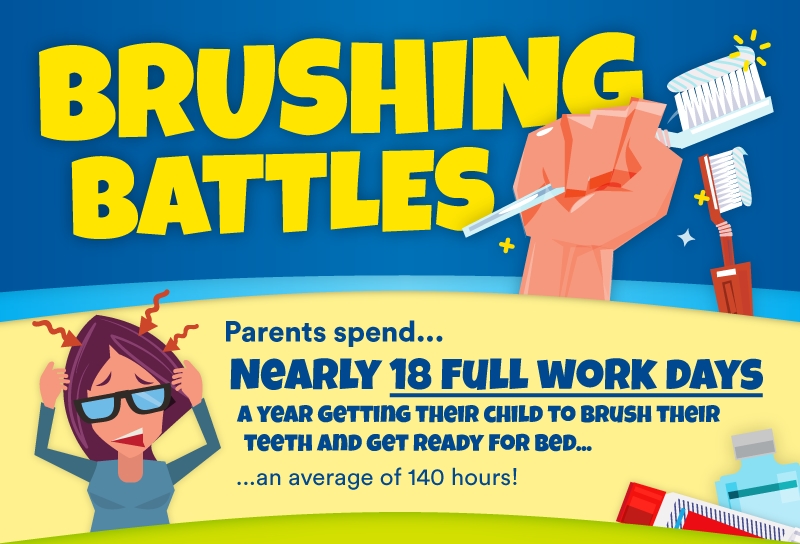 BRUSHING
BATTLES
Parents spend...
NEARLY 18 FULL WORK DAYS
A YEAR GETTING THEIR CHILD TO BRUSH THEIR
TEETH AND GET READY FOR BED...
...an average of 140 hours!